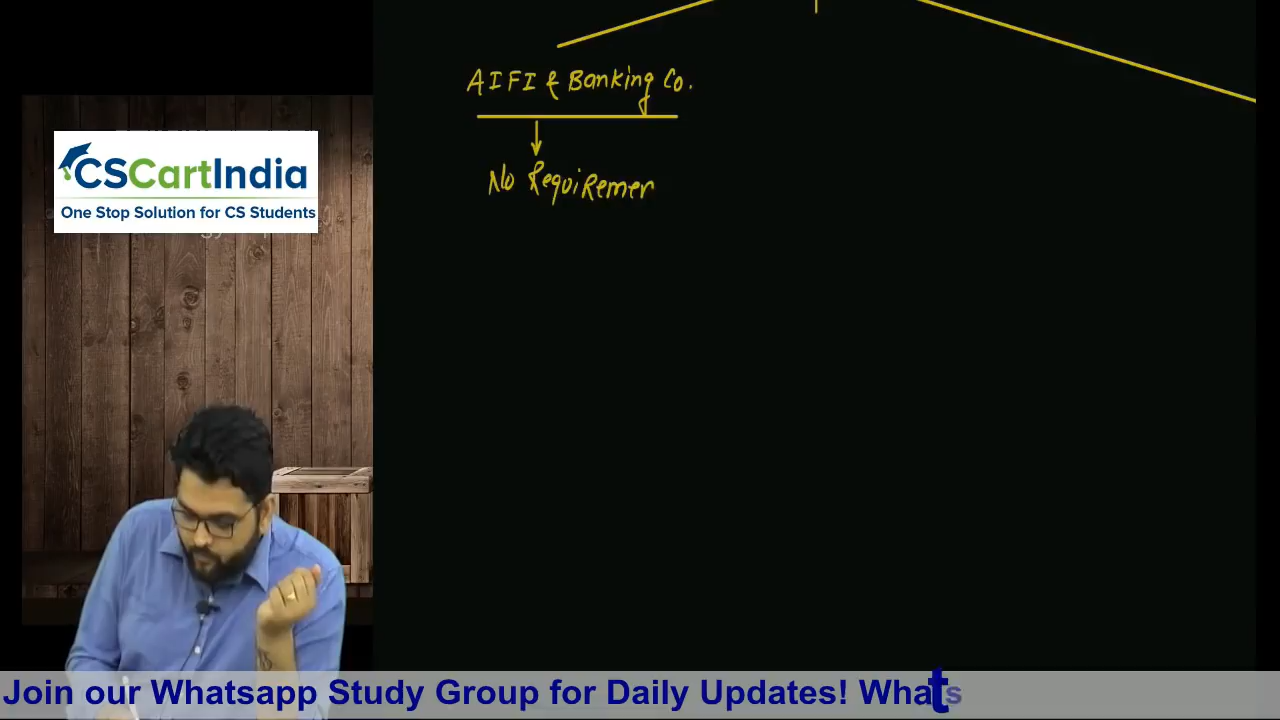 AIFI & Banking Co.
No Requiremer
CSCartIndia
One Stop Solution for CS Students
Join our Whatsapp Study Group for Daily Updates! Whats